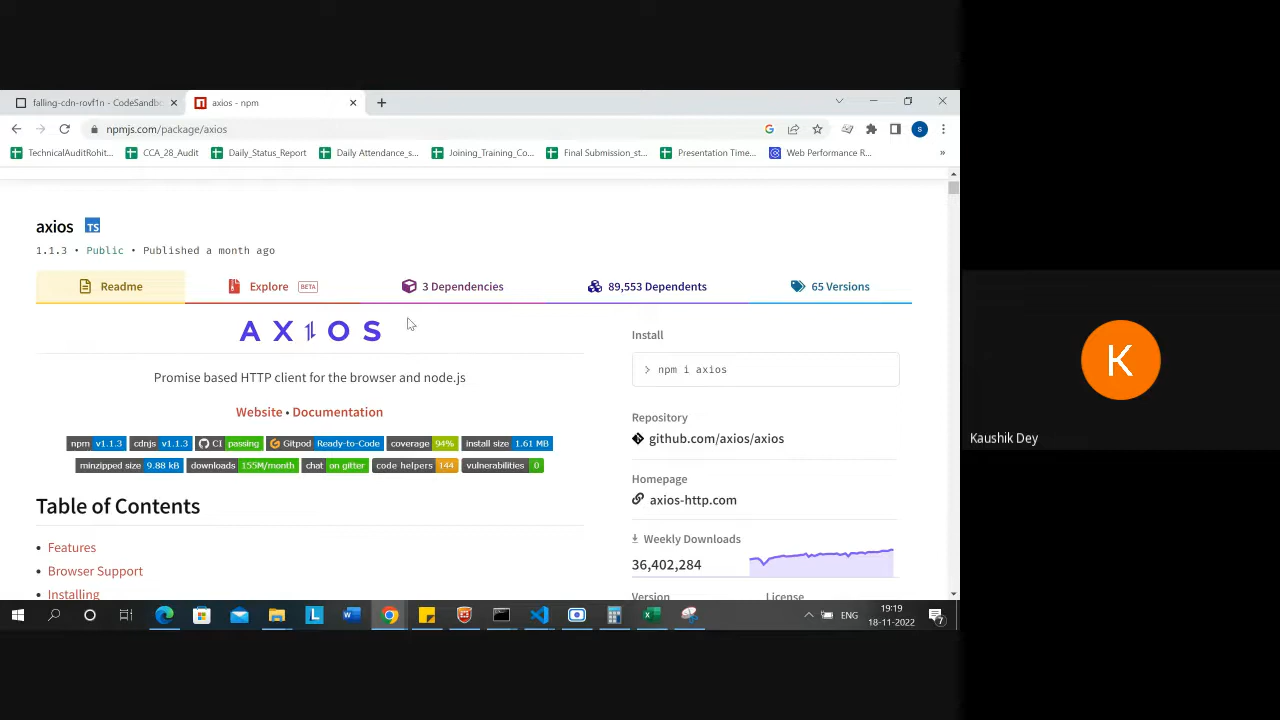 falling-cdn-rovf1n - CodeSandbo
axios - npm
npmjs.com/package/axios
S
TechnicalAuditRohit...
CCA_28_Audit
Daily_Status_Report
Daily Attendance_s...
Joining_Training_Co...
Final Submission_st...
Presentation Time...
Web Performance R...
»
axios TS
1.1.3 • Public • Published a month ago
Readme
Explore BETA
3 Dependencies
89,553 Dependents
65 Versions
AXIOS
Promise based HTTP client for the browser and node.js
Website • Documentation
npm v1.1.3 cdnjs v1.1.3 CI passing Gitpod Ready-to-Code coverage 94% install size 1.61 MB
minzipped size 9.88 kB downloads 155M/month chat on gitter code helpers 144 vulnerabilities 0
Table of Contents
• Features
• Browser Support
• Installing
Install
> npm i axios
Repository
github.com/axios/axios
Homepage
axios-http.com
Weekly Downloads
36,402,284
Version License
ENG
19:19
18-11-2022
7
K
Kaushik Dey